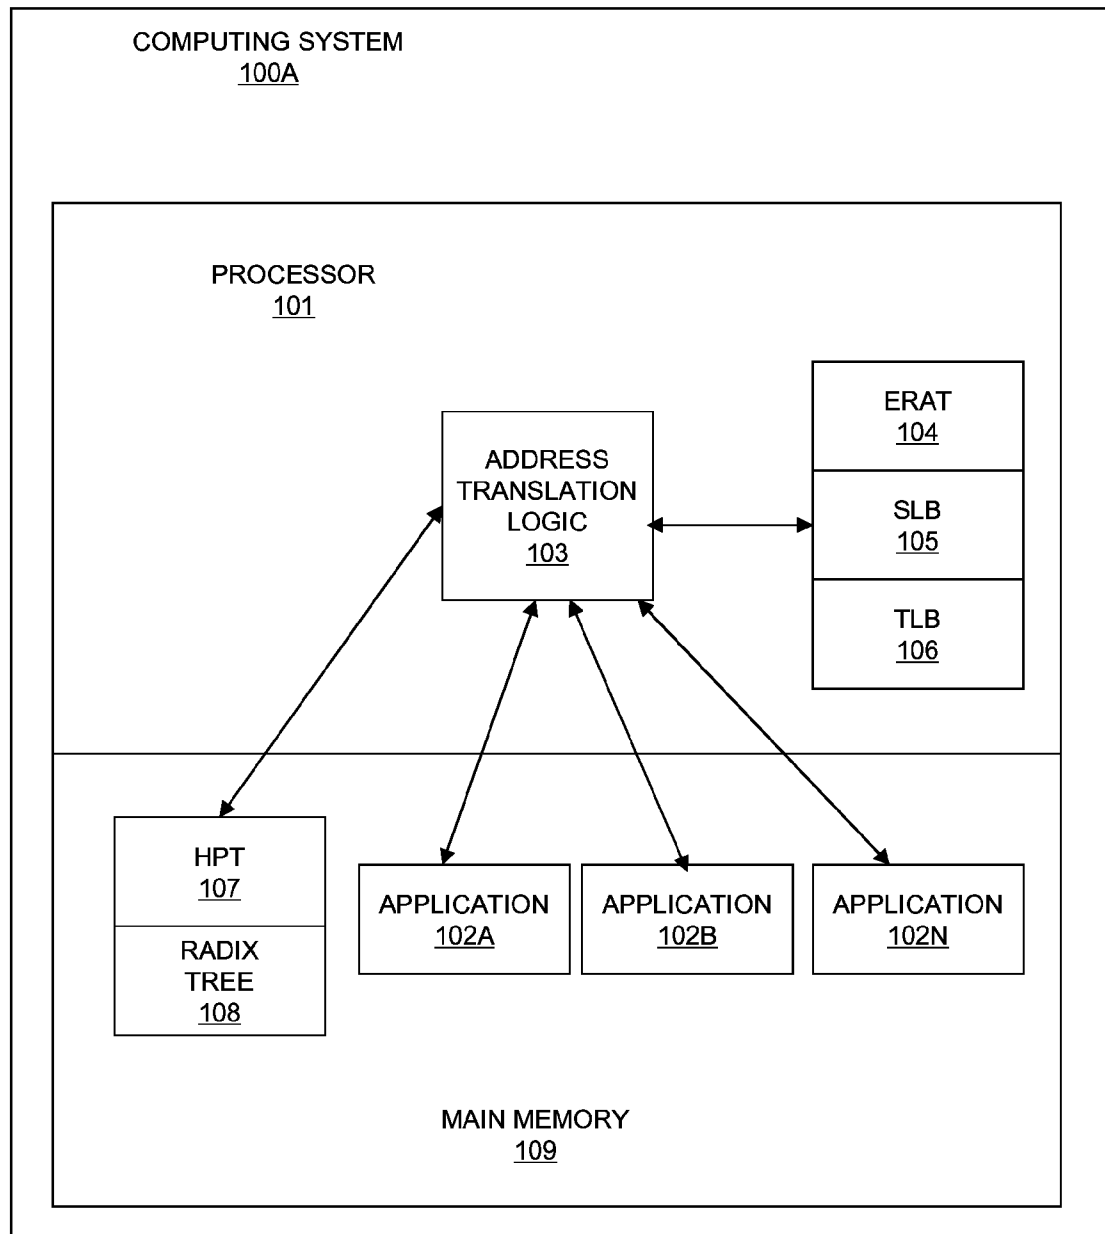 COMPUTING SYSTEM
100A
PROCESSOR
101
ADDRESS
TRANSLATION
LOGIC
103
ERAT
104
SLB
105
TLB
106
HPT
107
RADIX
TREE
108
APPLICATION
102A
APPLICATION
102B
APPLICATION
102N
MAIN MEMORY
109